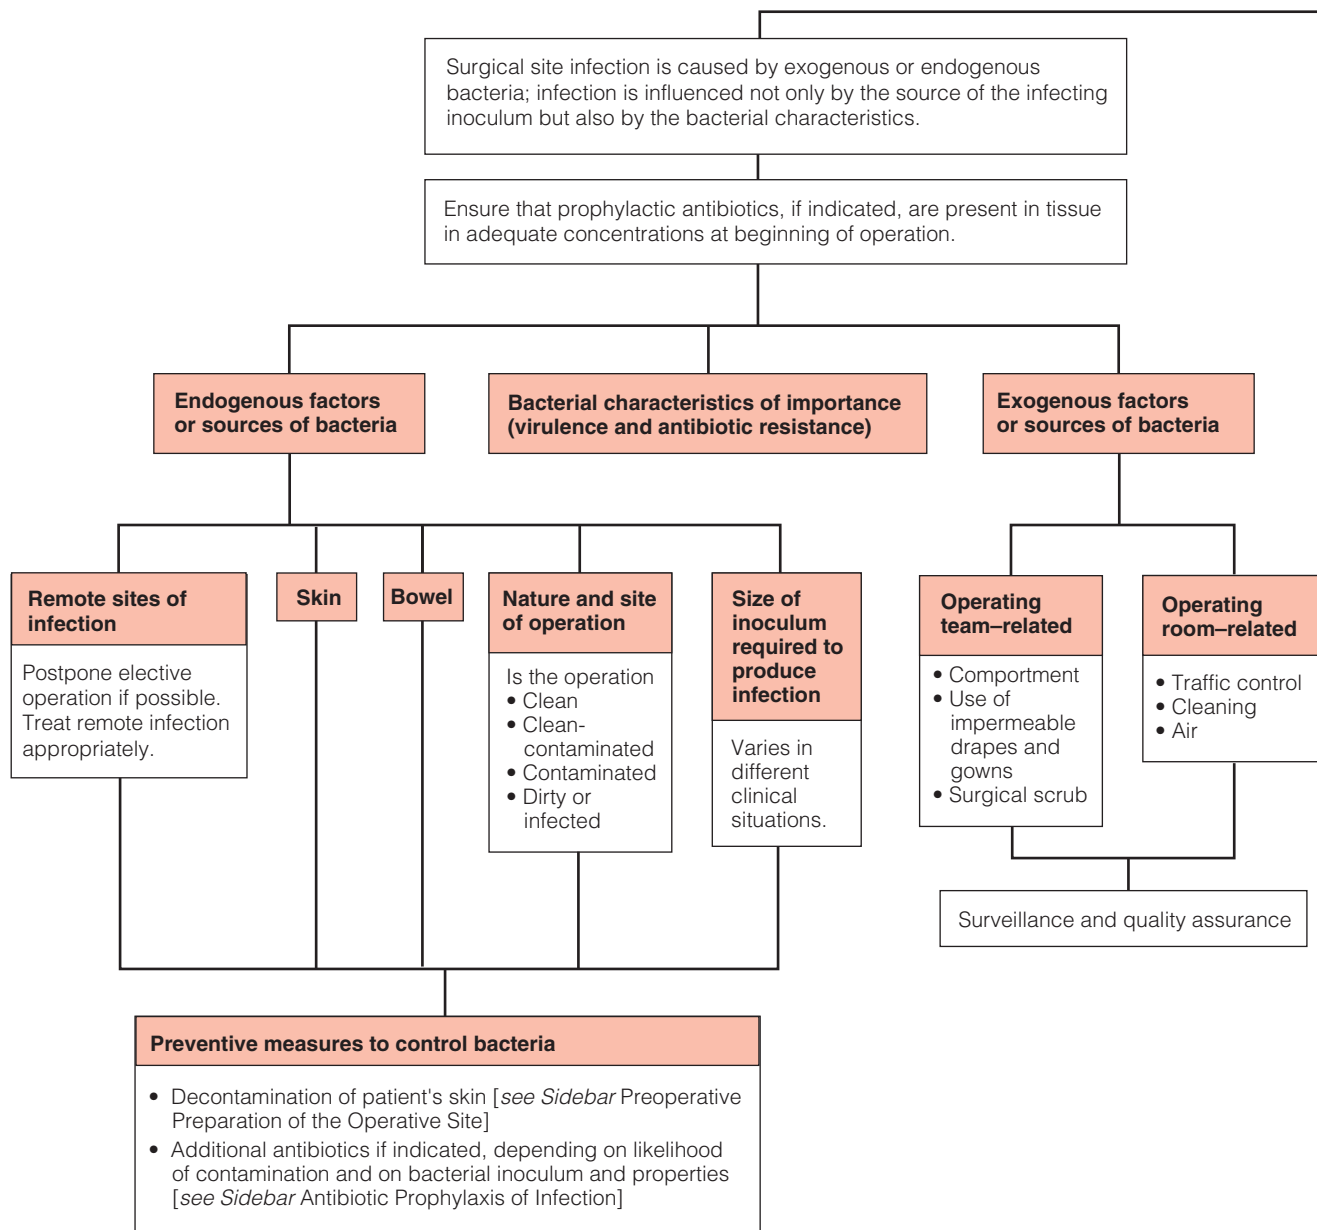 Surgical site infection is caused by exogenous or endogenous
bacteria; infection is influenced not only by the source of the infecting
inoculum but also by the bacterial characteristics.
Ensure that prophylactic antibiotics, if indicated, are present in tissue
in adequate concentrations at beginning of operation.
Endogenous factors
or sources of bacteria
Bacterial characteristics of importance
(virulence and antibiotic resistance)
Exogenous factors
or sources of bacteria
Remote sites of
infection
Postpone elective
operation if possible.
Treat remote infection
appropriately.
Skin
Bowel
Nature and site
of operation
Is the operation
• Clean
• Clean-
contaminated
• Contaminated
• Dirty or
infected
Size of
inoculum
required to
produce
infection
Varies in
different
clinical
situations.
Operating
team–related
• Comportment
• Use of
impermeable
drapes and
gowns
• Surgical scrub
Operating
room–related
• Traffic control
• Cleaning
• Air
Surveillance and quality assurance
Preventive measures to control bacteria
• Decontamination of patient's skin [see Sidebar Preoperative
Preparation of the Operative Site]
• Additional antibiotics if indicated, depending on likelihood
of contamination and on bacterial inoculum and properties
[see Sidebar Antibiotic Prophylaxis of Infection]